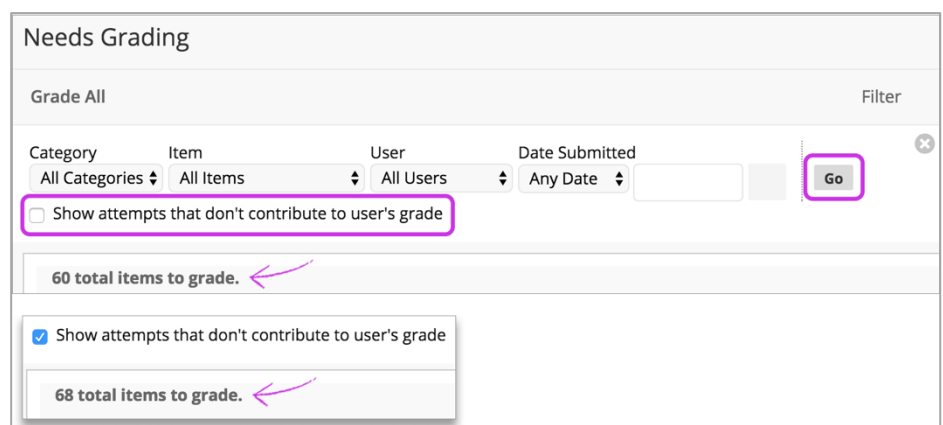 Needs Grading
Grade All Filter
Category Item User Date Submitted
All Categories All Items All Users Any Date Go
Show attempts that don't contribute to user's grade
60 total items to grade.
Show attempts that don't contribute to user's grade
68 total items to grade.